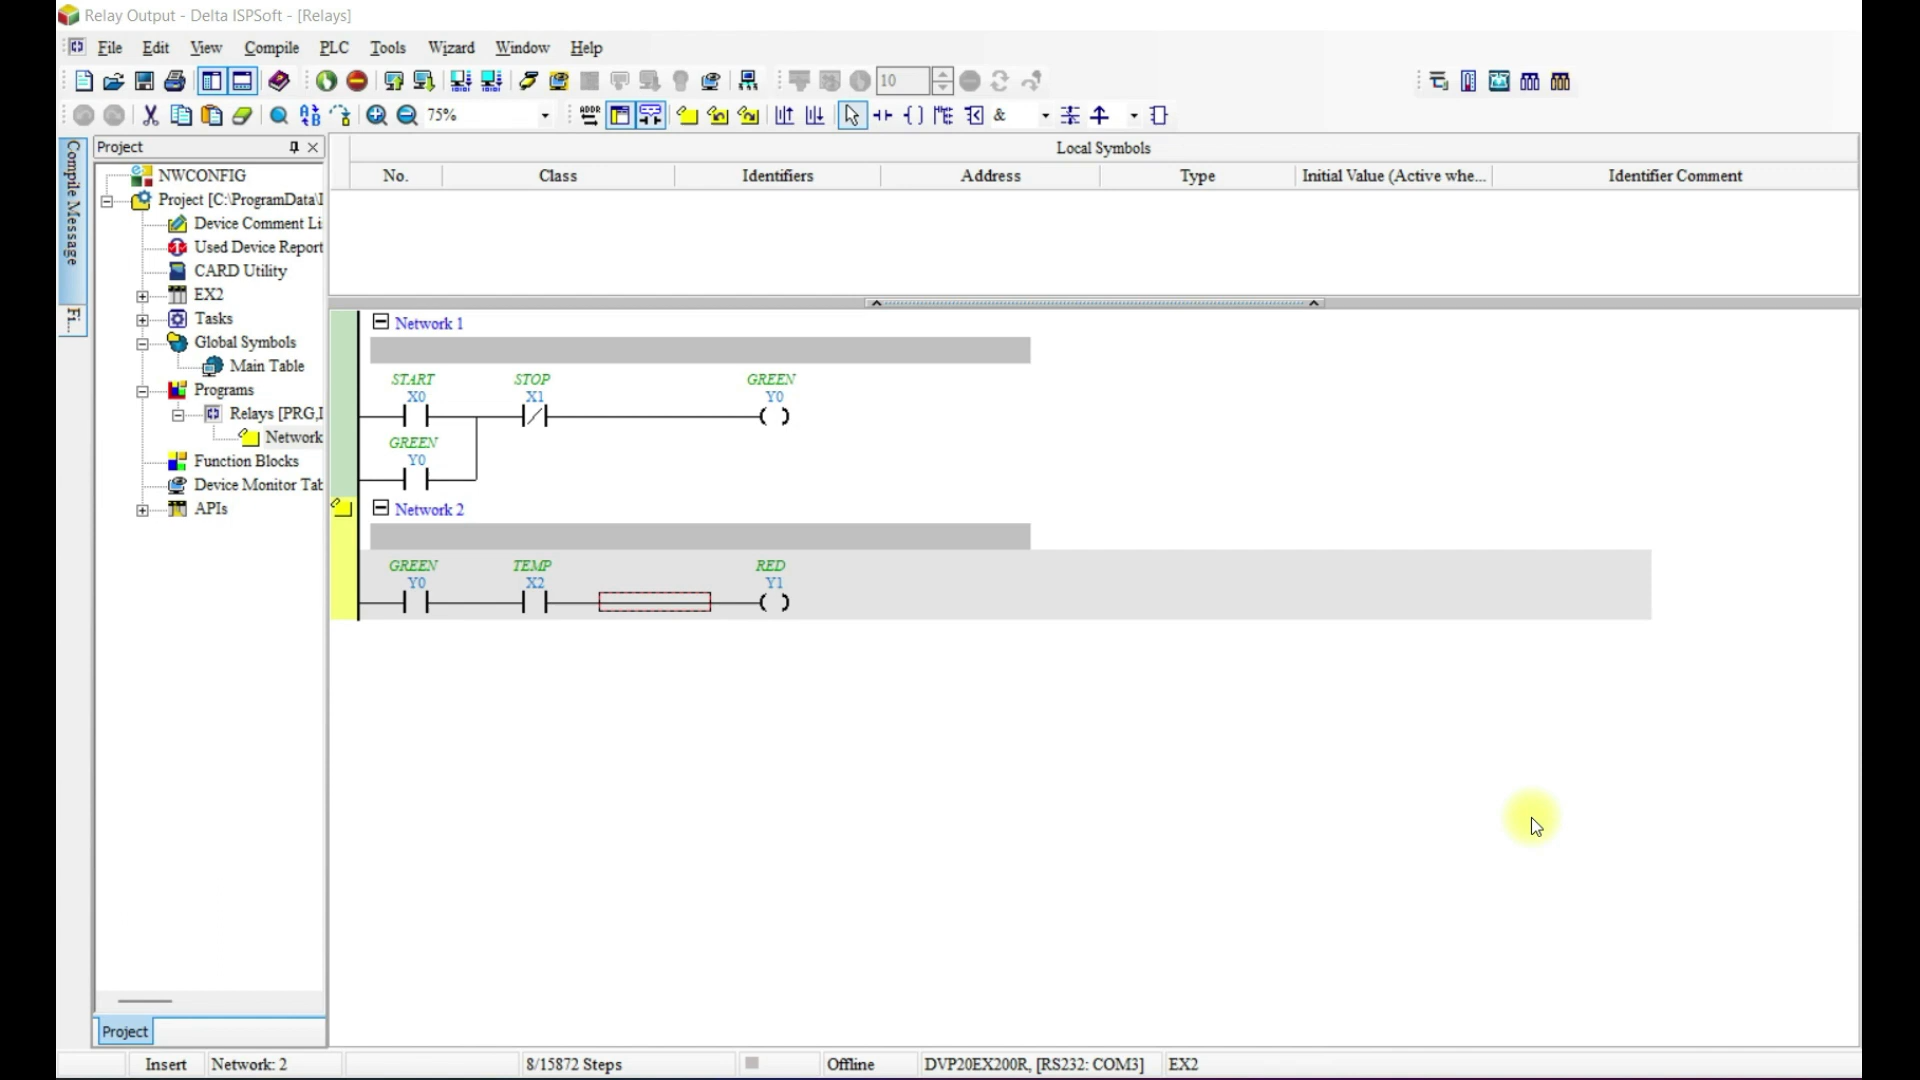 Relay Output - Delta ISPSoft - [Relays]
File Edit View Compile PLC Tools Wizard Window Help
10
75%
ADDR
&
Compile Message
Fi...
Project
NWCONFIG
Project [C:\ProgramData\
Device Comment Li
Used Device Report
CARD Utility
EX2
Tasks
Global Symbols
Main Table
Programs
Relays [PRG,
Network
Function Blocks
Device Monitor Tab
APIs
Project
Local Symbols
No. Class Identifiers Address Type Initial Value (Active whe... Identifier Comment
Network 1
START STOP GREEN
X0 X1 Y0
GREEN
Y0
Network 2
GREEN TEMP RED
Y0 X2 Y1
Insert Network: 2 8/15872 Steps Offline DVP20EX200R, [RS232: COM3] EX2